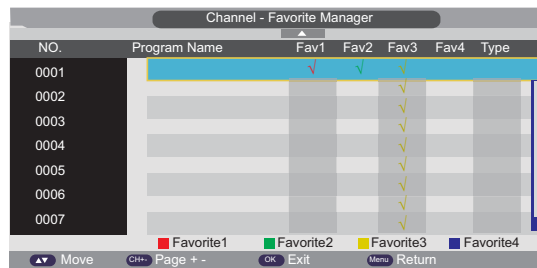 Channel - Favorite Manager
NO. Program Name Fav1 Fav2 Fav3 Fav4 Type
0001 √ √ √
0002 √
0003 √
0004 √
0005 √
0006 √
0007 √
Favorite1 Favorite2 Favorite3 Favorite4
▲▼ Move CH+- Page + - OK Exit Menu Return